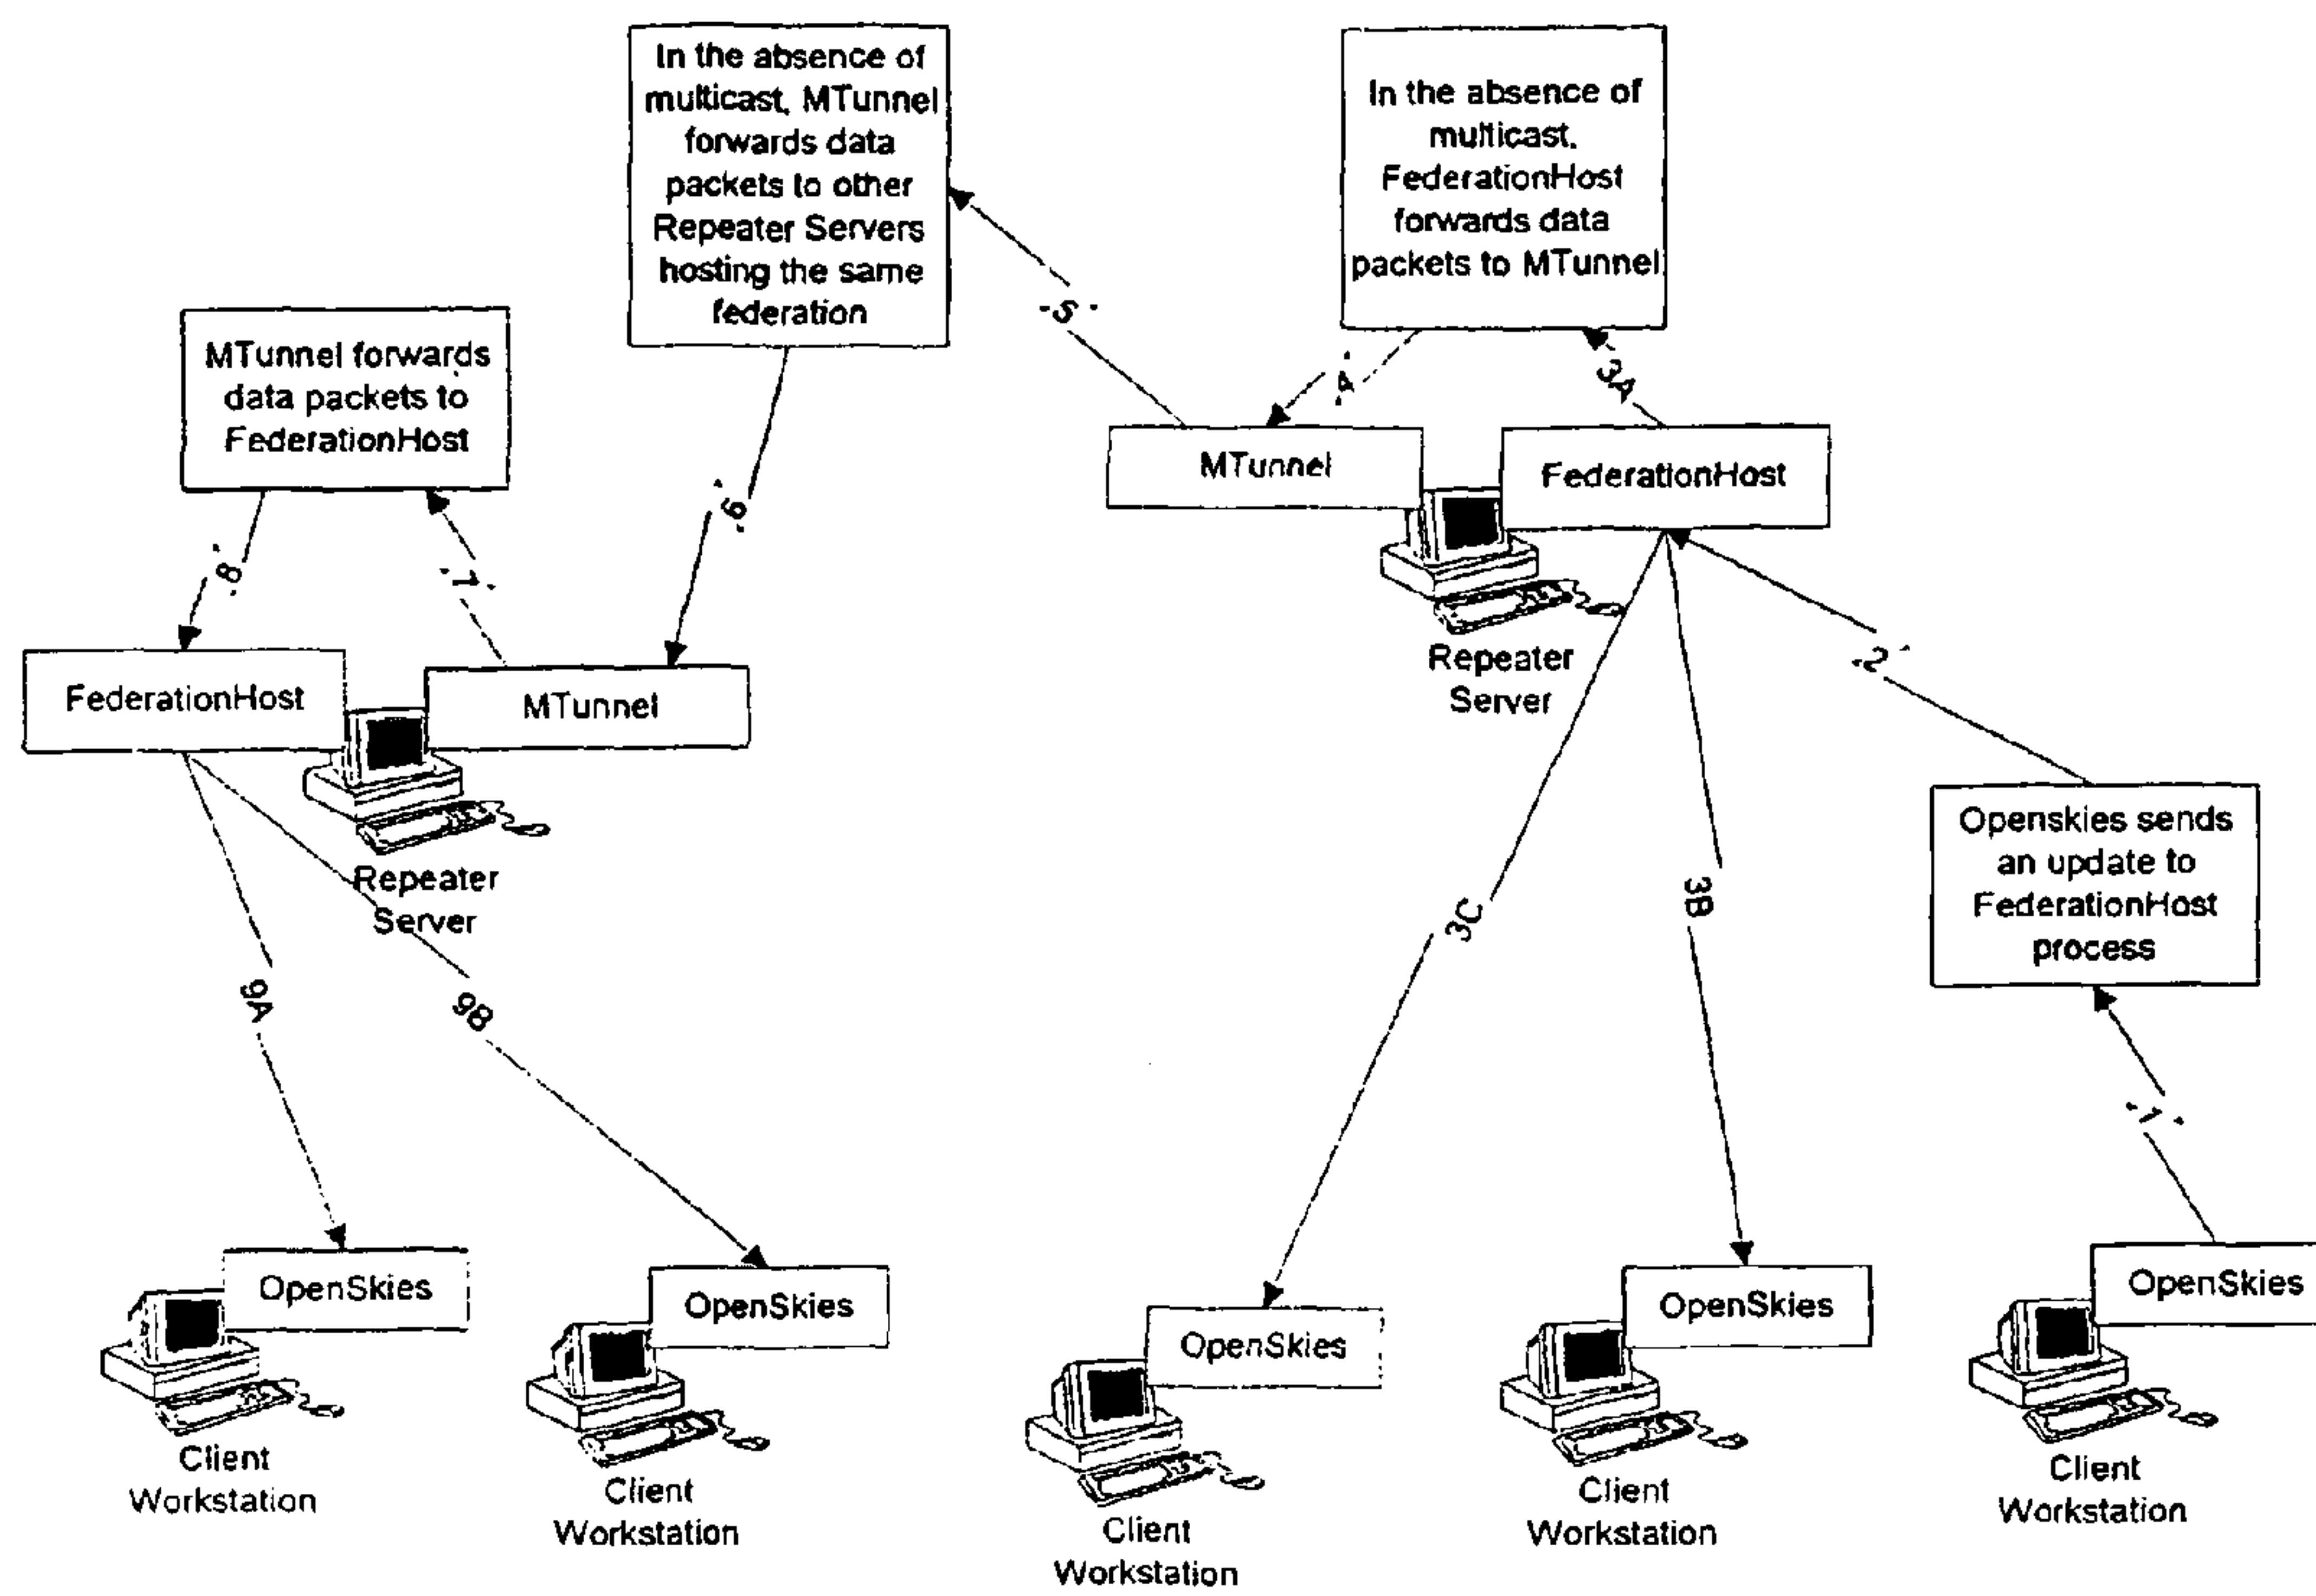 In the absence of
multicast, MTunnel
forwards data
packets to other
Repeater Servers
hosting the same
federation
In the absence of
multicast,
FederationHost
forwards data
packets to MTunnel
MTunnel forwards
data packets to
FederationHost
5
4
3A
MTunnel
FederationHost
6
8
7
Repeater
Server
2
FederationHost
MTunnel
Repeater
Server
Openskies sends
an update to
FederationHost
process
3C
3B
9A
9B
1
OpenSkies
OpenSkies
OpenSkies
OpenSkies
OpenSkies
Client
Workstation
Client
Workstation
Client
Workstation
Client
Workstation
Client
Workstation